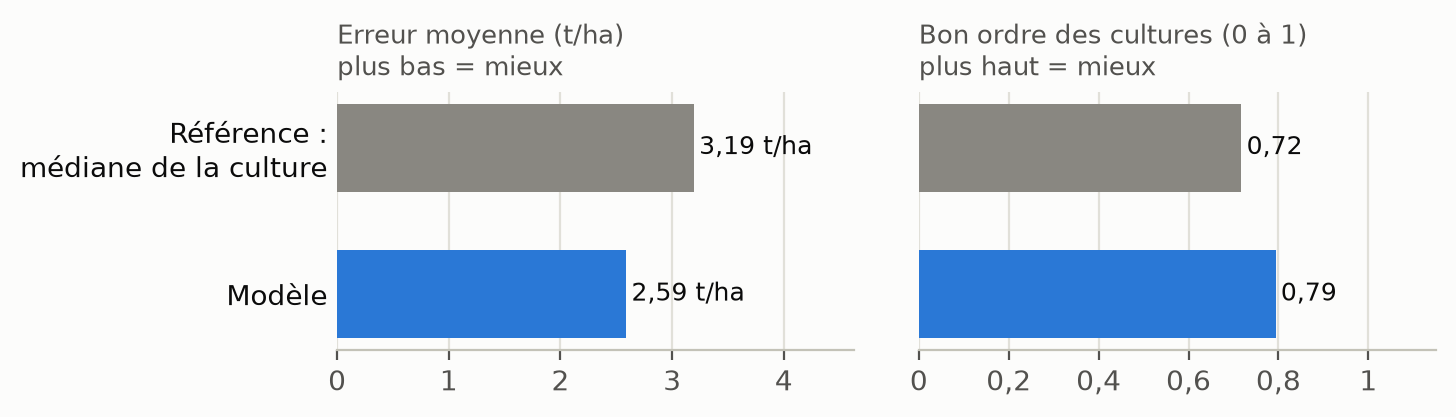 Erreur moyenne (t/ha)
plus bas = mieux
Référence :
médiane de la culture
3,19 t/ha
Modèle
2,59 t/ha
0 1 2 3 4
Bon ordre des cultures (0 à 1)
plus haut = mieux
0,72
0,79
0 0,2 0,4 0,6 0,8 1